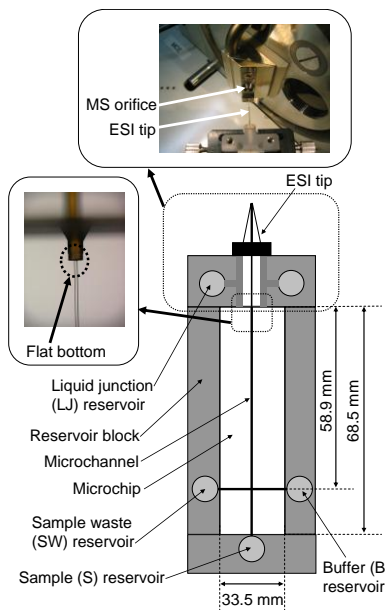 MS orifice
ESI tip
ESI tip
Flat bottom
Liquid junction
(LJ) reservoir
Reservoir block
Microchannel
Microchip
Sample waste
(SW) reservoir
Sample (S) reservoir
Buffer (B
reservoir
58.9 mm
68.5 mm
33.5 mm